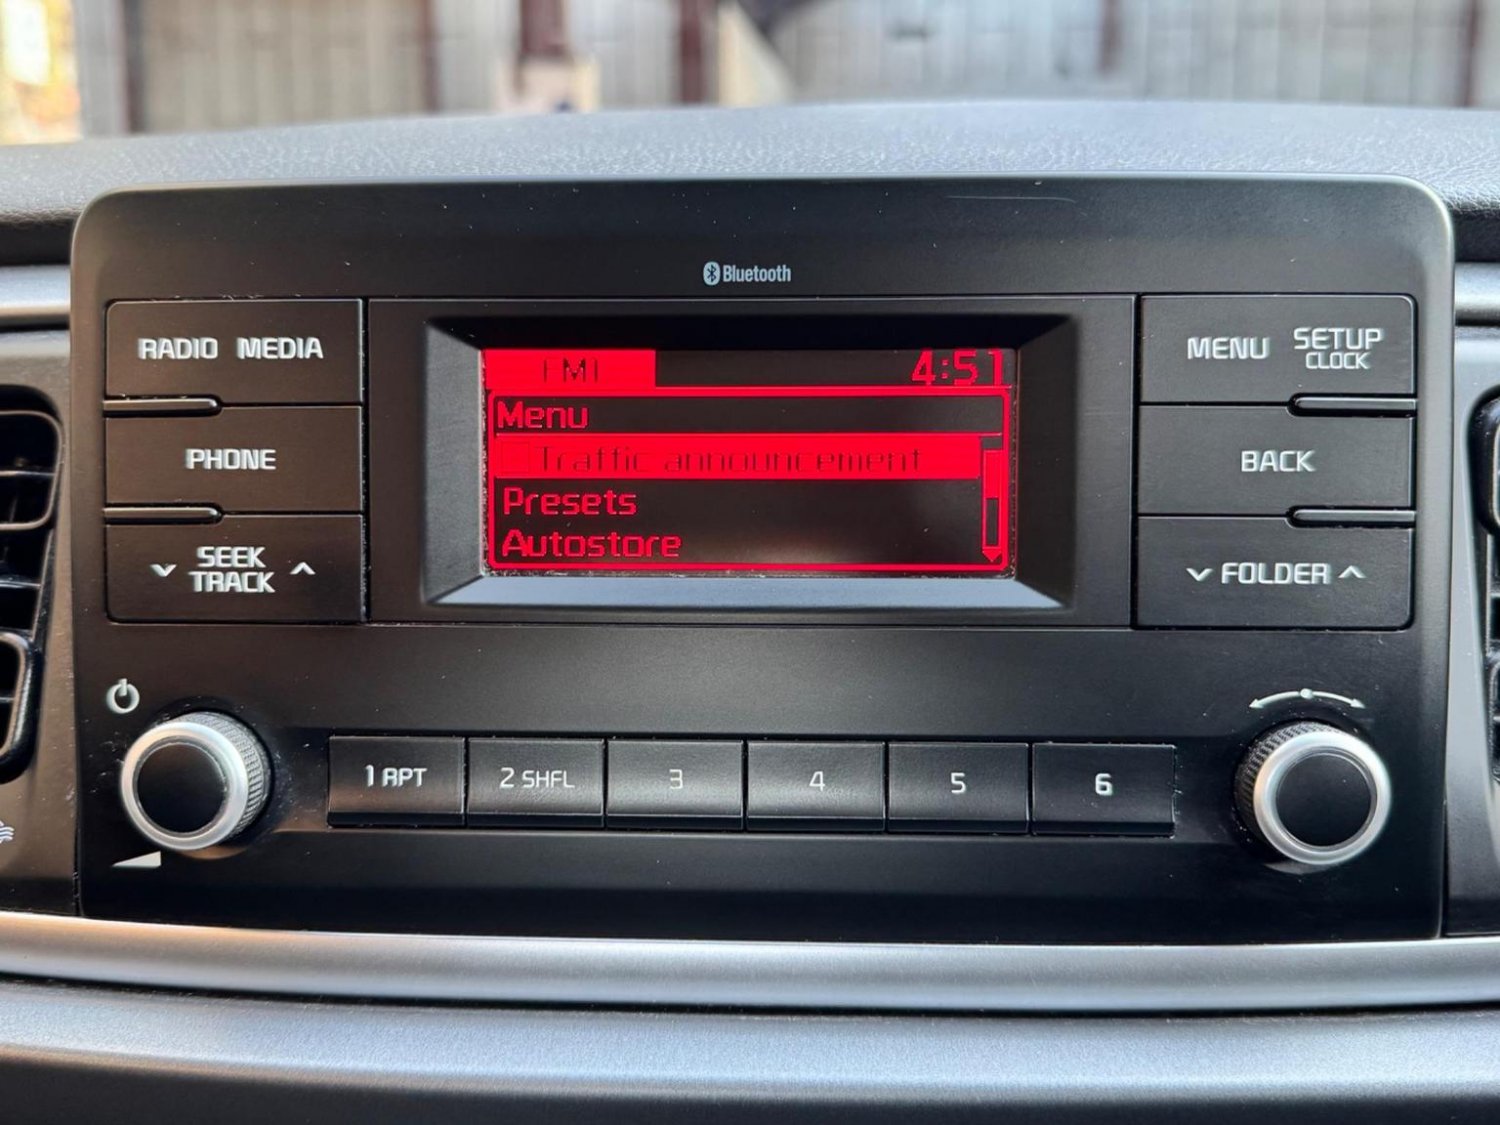 Bluetooth
RADIO MEDIA
PHONE
SEEK
TRACK
FM1 4:51
Menu
Traffic announcement
Presets
Autostore
MENU SETUP
CLOCK
BACK
FOLDER
1 RPT 2 SHFL 3 4 5 6